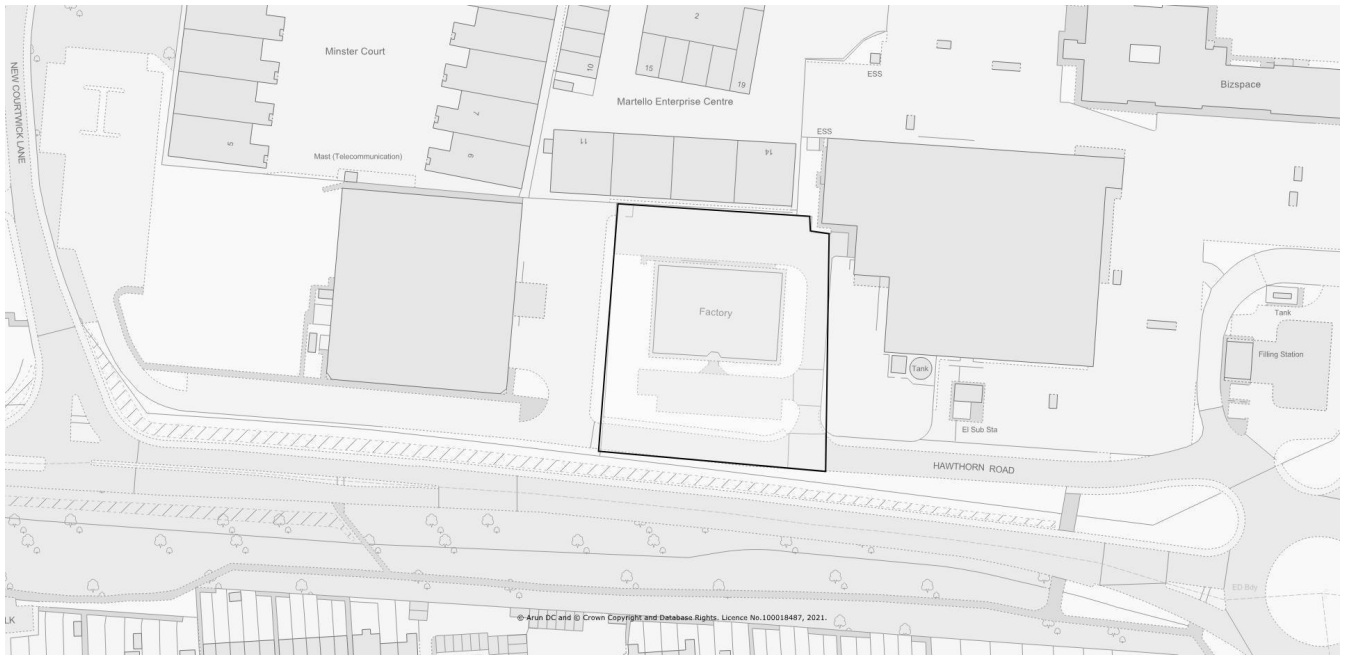 2
Minster Court
10
15
19
ESS
Bizspace
NEW COURTWICK LANE
Martello Enterprise Centre
7
5
6
Mast (Telecommunication)
11
14
ESS
Factory
Tank
Filling Station
Tank
El Sub Sta
HAWTHORN ROAD
ED Bdy
LK
© Arun DC and © Crown Copyright and Database Rights. Licence No.100018487, 2021.